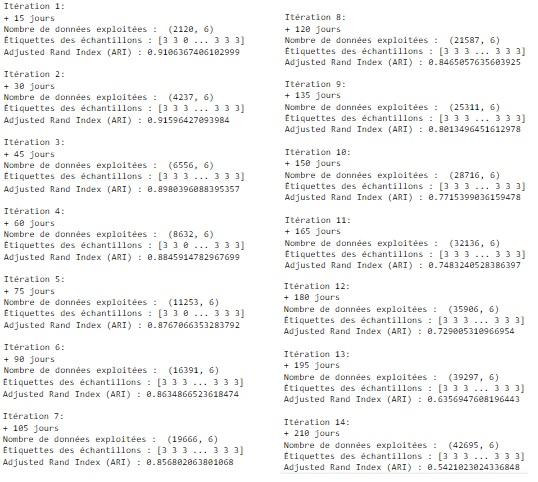 Itération 1:
+ 15 jours
Nombre de données exploitées :  (2120, 6)
Étiquettes des échantillons : [3 3 0 ... 3 3 3]
Adjusted Rand Index (ARI) : 0.9106367406102999
Itération 2:
+ 30 jours
Nombre de données exploitées :  (4237, 6)
Étiquettes des échantillons : [3 3 3 ... 3 3 3]
Adjusted Rand Index (ARI) : 0.91596427093984
Itération 3:
+ 45 jours
Nombre de données exploitées :  (6556, 6)
Étiquettes des échantillons : [3 3 3 ... 3 3 3]
Adjusted Rand Index (ARI) : 0.8980396088395357
Itération 4:
+ 60 jours
Nombre de données exploitées :  (8632, 6)
Étiquettes des échantillons : [3 3 0 ... 3 3 3]
Adjusted Rand Index (ARI) : 0.8845914782967699
Itération 5:
+ 75 jours
Nombre de données exploitées :  (11253, 6)
Étiquettes des échantillons : [3 3 0 ... 3 3 3]
Adjusted Rand Index (ARI) : 0.8767066353283792
Itération 6:
+ 90 jours
Nombre de données exploitées :  (16391, 6)
Étiquettes des échantillons : [3 3 3 ... 3 3 3]
Adjusted Rand Index (ARI) : 0.8634866523618474
Itération 7:
+ 105 jours
Nombre de données exploitées :  (19666, 6)
Étiquettes des échantillons : [3 3 3 ... 3 3 3]
Adjusted Rand Index (ARI) : 0.856802063801068
Itération 8:
+ 120 jours
Nombre de données exploitées :  (21587, 6)
Étiquettes des échantillons : [3 3 3 ... 3 3 3]
Adjusted Rand Index (ARI) : 0.8465057635603925
Itération 9:
+ 135 jours
Nombre de données exploitées :  (25311, 6)
Étiquettes des échantillons : [3 3 3 ... 3 3 3]
Adjusted Rand Index (ARI) : 0.8013496451612978
Itération 10:
+ 150 jours
Nombre de données exploitées :  (28716, 6)
Étiquettes des échantillons : [3 3 3 ... 3 3 3]
Adjusted Rand Index (ARI) : 0.7715399036159478
Itération 11:
+ 165 jours
Nombre de données exploitées :  (32136, 6)
Étiquettes des échantillons : [3 3 3 ... 3 3 3]
Adjusted Rand Index (ARI) : 0.7483240528386397
Itération 12:
+ 180 jours
Nombre de données exploitées :  (35906, 6)
Étiquettes des échantillons : [3 3 3 ... 3 3 3]
Adjusted Rand Index (ARI) : 0.729005310966954
Itération 13:
+ 195 jours
Nombre de données exploitées :  (39297, 6)
Étiquettes des échantillons : [3 3 3 ... 3 3 3]
Adjusted Rand Index (ARI) : 0.6356947608196443
Itération 14:
+ 210 jours
Nombre de données exploitées :  (42695, 6)
Étiquettes des échantillons : [3 3 3 ... 3 3 3]
Adjusted Rand Index (ARI) : 0.5421023024336848